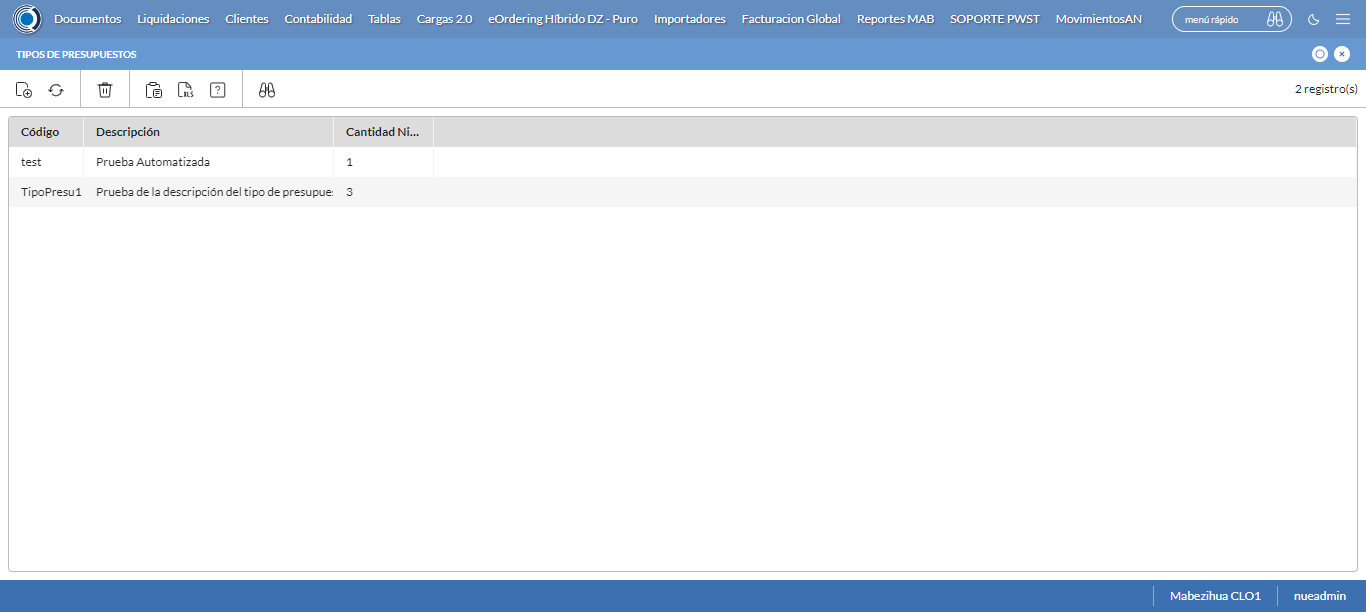 Documentos Liquidaciones Clientes Contabilidad Tablas Cargas 2.0 eOrdering Híbrido DZ - Puro Importadores Facturacion Global Reportes MAB SOPORTE PWST MovimientosAN menú rápido
TIPOS DE PRESUPUESTOS
XLS ? 2 registro(s)
Código Descripción Cantidad Ni...
test Prueba Automatizada 1
TipoPresu1 Prueba de la descripción del tipo de presupue 3
Mabezihua CLO1 nueadmin